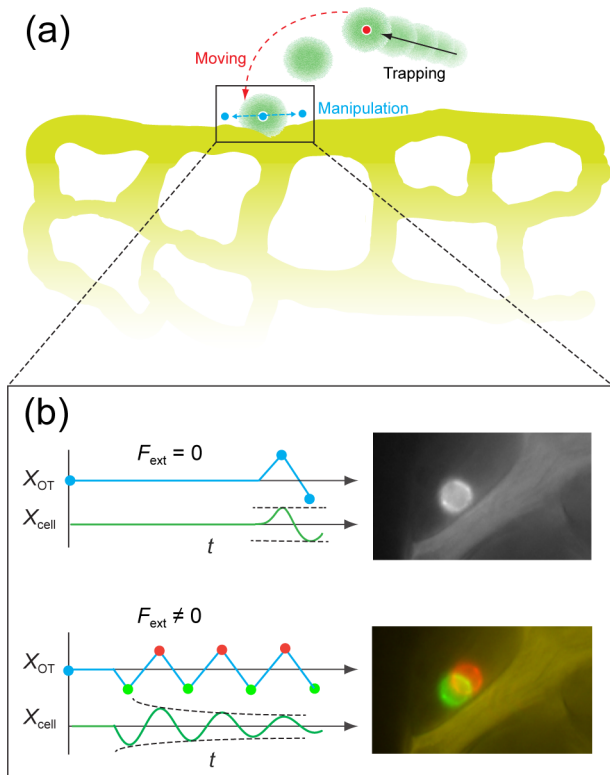 (a)
Moving
Trapping
Manipulation
(b)
F_ext = 0
X_OT
X_cell
t
F_ext ≠ 0
X_OT
X_cell
t